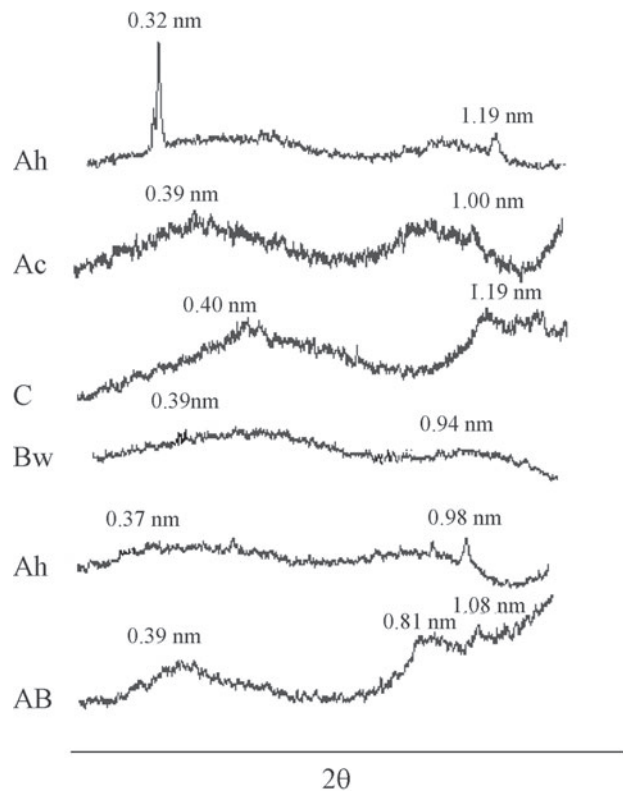 0.32 nm
1.19 nm
Ah
0.39 nm
1.00 nm
Ac
0.40 nm
1.19 nm
C
0.39nm
0.94 nm
Bw
0.37 nm
0.98 nm
Ah
0.39 nm
0.81 nm
1.08 nm
AB
2θ